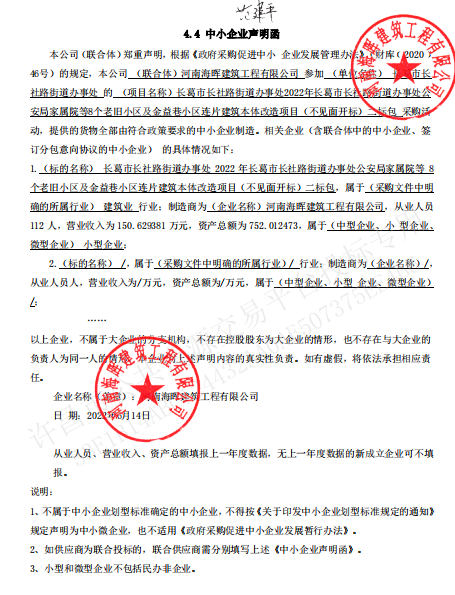 4.4 中小企业声明函
本公司（联合体）郑重声明，根据《政府采购促进中小 企业发展管理办法》（财库（2020）
46号）的规定，本公司（联合体）河南海晖建筑工程有限公司 参加（单位名称） 长葛市长
社路街道办事处 的（项目名称）长葛市长社路街道办事处2022年长葛市长社路街道办事处公
安局家属院等8个老旧小区及金益巷小区连片建筑本体改造项目（不见面开标）二标包 采购活
动，提供的货物全部由符合政策要求的中小企业制造。相关企业（含联合体中的中小企业、签
订分包意向协议的中小企业） 的具体情况如下：
1.（标的名称） 长葛市长社路街道办事处 2022 年长葛市长社路街道办事处公安局家属院等 8
个老旧小区及金益巷小区连片建筑本体改造项目（不见面开标）二标包，属于（采购文件中明
确的所属行业） 建筑业 行业；制造商为（企业名称）河南海晖建筑工程有限公司，从业人员
112 人，营业收入为 150.629381 万元，资产总额为 752.012473，属于（中型企业、小 型企业、
微型企业） 小型企业；
2.（标的名称） /，属于（采购文件中明确的所属行业）/ 行业；制造商为（企业名称）/，
从业人员人，营业收入为/万元，资产总额为/万元，属于（中型企业、小型 企业、微型企业）
/；
……
以上企业，不属于大企业的分支机构，不存在控股股东为大企业的情形，也不存在与大企业的
负责人为同一人的情形。本企业对上述声明内容的真实性负责。如有虚假，将依法承担相应责
任。
企业名称（盖章）：河南海晖建筑工程有限公司
日 期：2022年6月14日
从业人员、营业收入、资产总额填报上一年度数据，无上一年度数据的新成立企业可不填
报。
说明：
1、不属于中小企业划型标准确定的中小企业，不得按《关于印发中小企业划型标准规定的通知》
规定声明为中小微企业，也不适用《政府采购促进中小企业发展暂行办法》。
2、如供应商为联合投标的，联合供应商需分别填写上述《中小企业声明函》。
3、小型和微型企业不包括民办非企业。
河南海晖建筑工程有限公司
河南海晖建筑工程有限公司